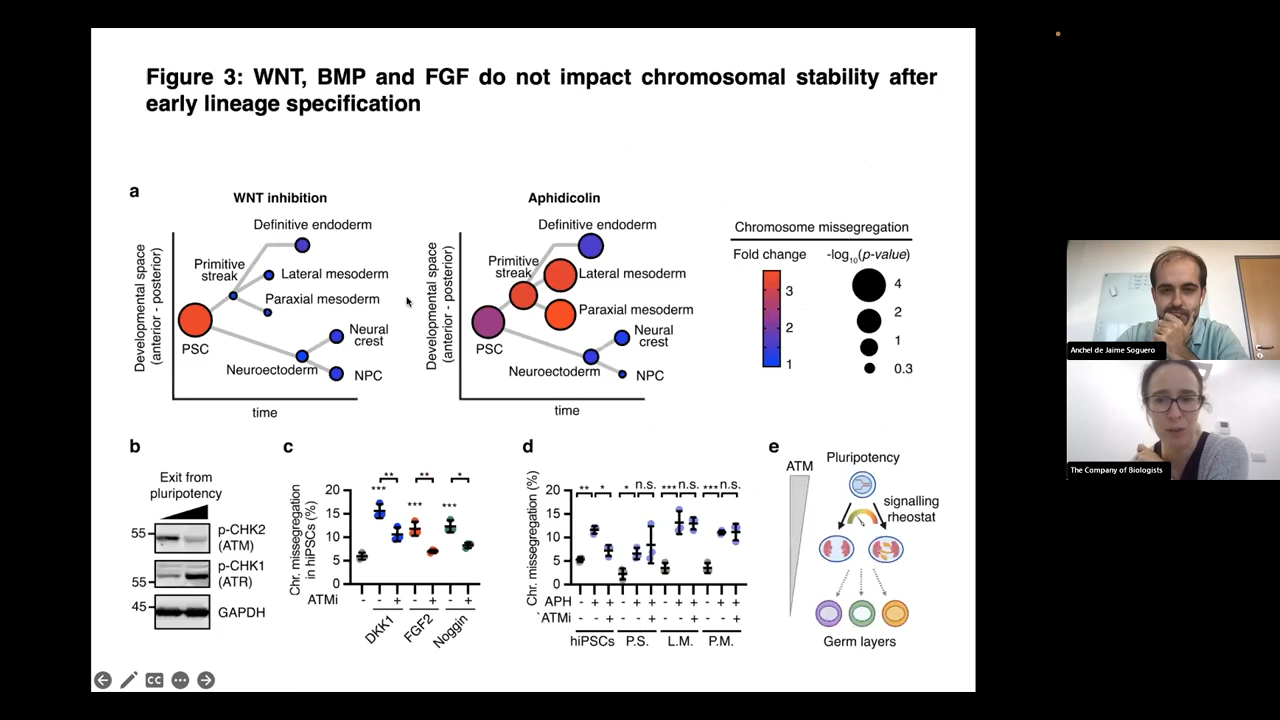 Figure 3: WNT, BMP and FGF do not impact chromosomal stability after
early lineage specification
a
WNT inhibition
Developmental space
(anterior - posterior)
Definitive endoderm
Primitive
streak
Lateral mesoderm
Paraxial mesoderm
PSC
Neural
crest
Neuroectoderm
NPC
time
Aphidicolin
Developmental space
(anterior - posterior)
Definitive endoderm
Primitive
streak
Lateral mesoderm
Paraxial mesoderm
PSC
Neural
crest
Neuroectoderm
NPC
time
Chromosome missegregation
Fold change
3
2
1
-log10(p-value)
4
2
1
0.3
b
Exit from
pluripotency
55
p-CHK2
(ATM)
55
p-CHK1
(ATR)
45
GAPDH
c
Chr. missegregation
in hiPSCs (%)
20
15
10
5
0
*** ** *** ** *** *
ATMi - - + - + - +
DKK1 FGF2 Noggin
d
Chr. missegregation (%)
20
15
10
5
0
** * * n.s. *** n.s. *** n.s.
APH - + + - + + - + + - + +
`ATMi - - + - - + - - + - - +
hiPSCs P.S. L.M. P.M.
e
ATM
Pluripotency
signalling
rheostat
Germ layers
CC
Anchel de Jaime Soguero
The Company of Biologists